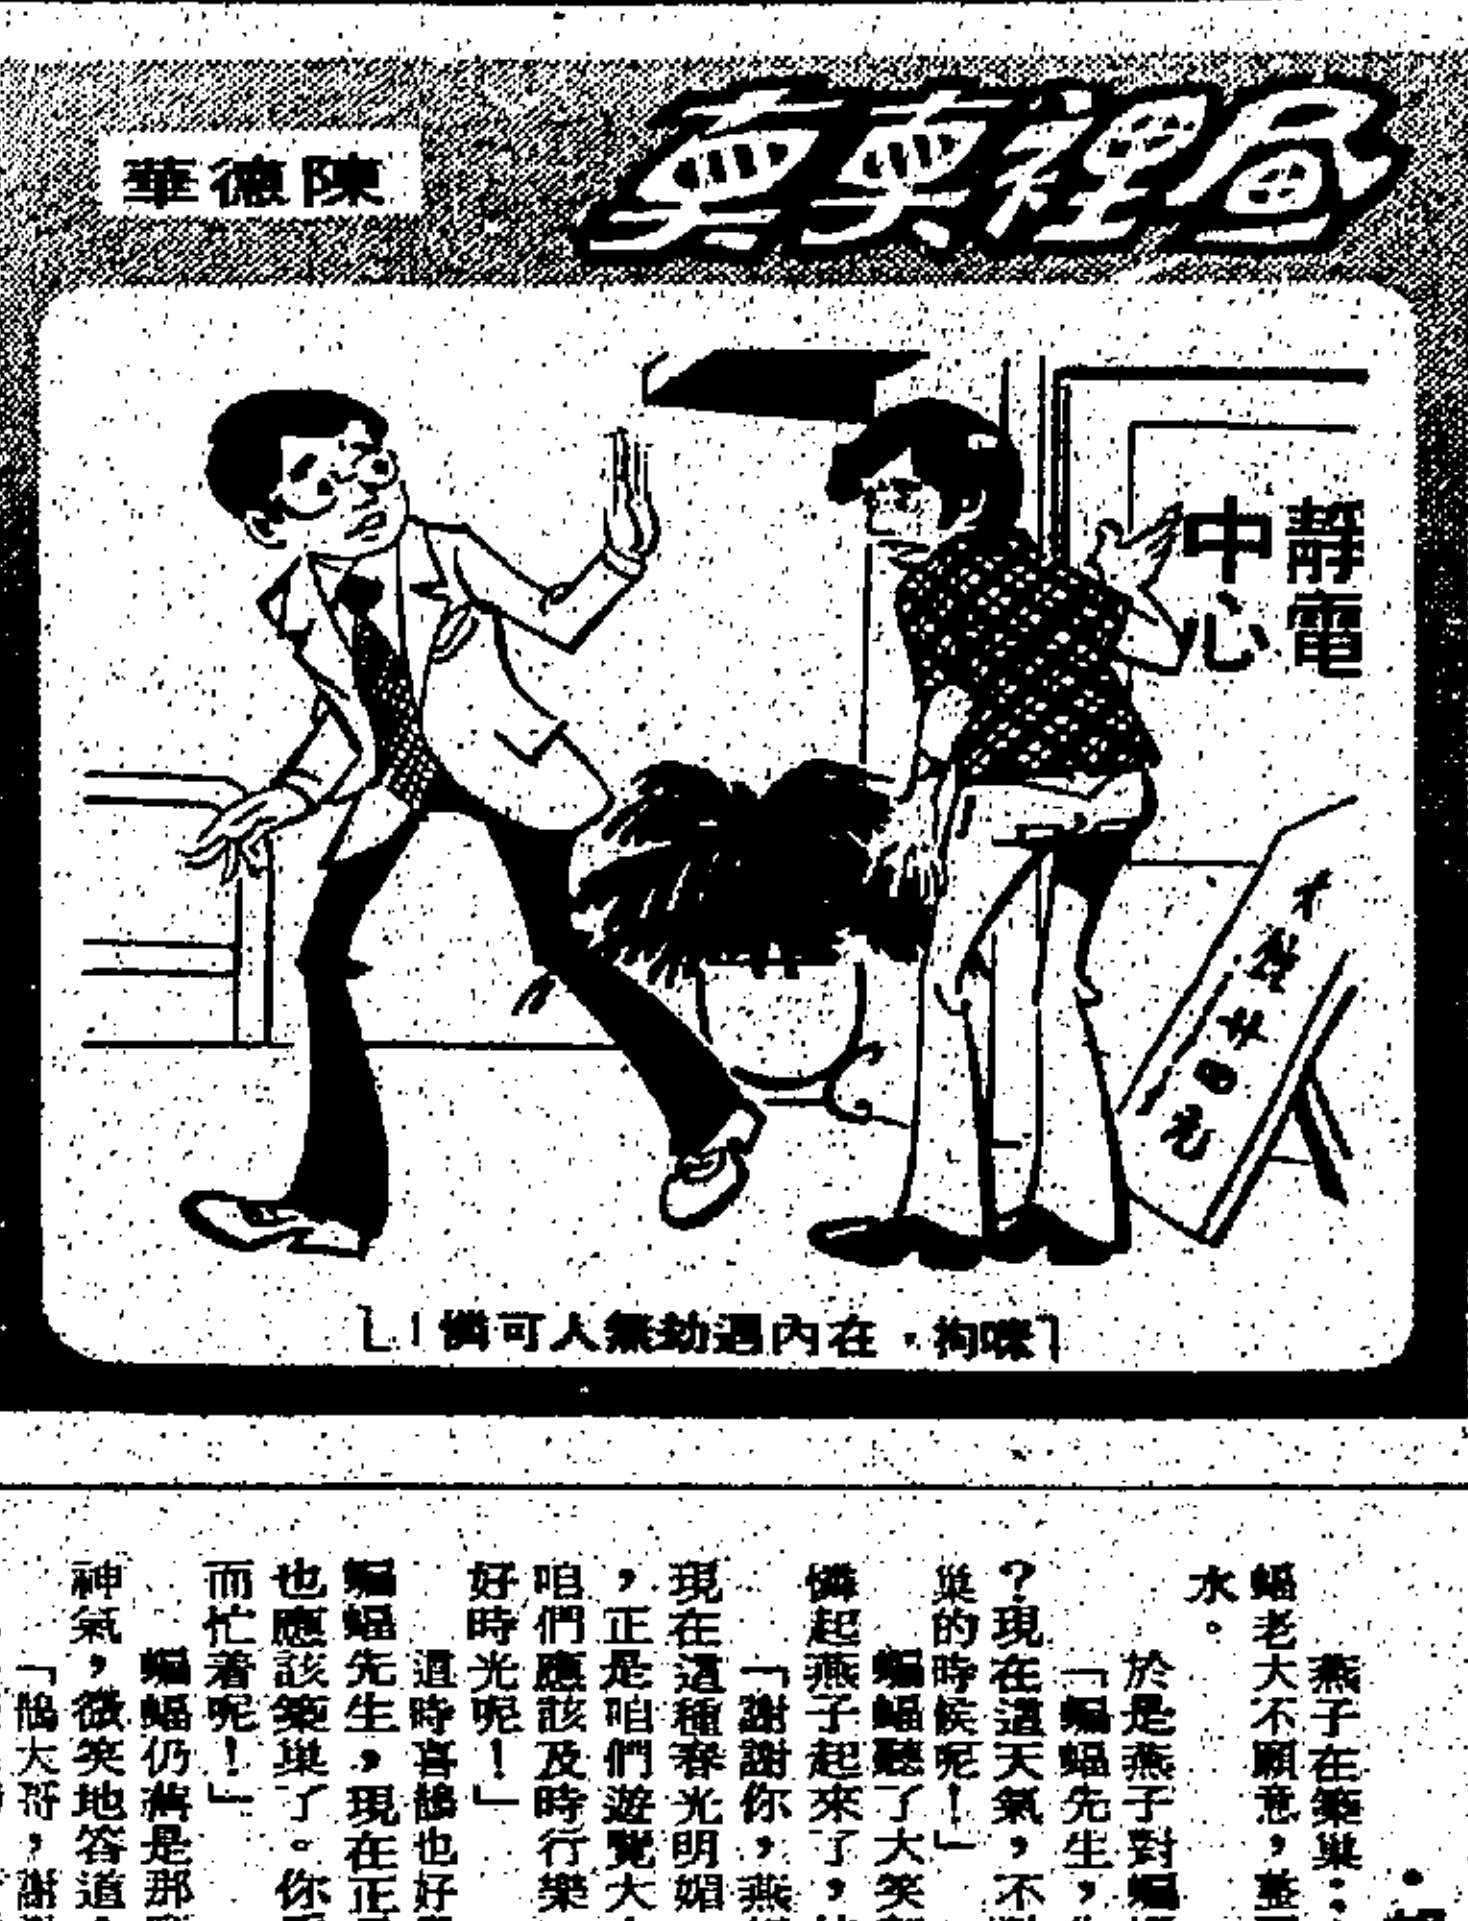 畫裡真真
陳德華
靜電
中心
「咪拘，在內遇劫無人可憐！」
燕子在築巢
蝠老大不願意，整
水。
於是燕子對蝙
「蝙蝠先生，
？現在這天氣，不
巢的時候呢！」
蝙蝠聽了大笑
憐起燕子起來了，
「謝謝你，燕
現在這種春光明媚
，正是咱們遊覽大
咱們應該及時行樂
好時光呢！」
這時喜鵲也好
蝙蝠先生，現在正
也應該築巢了。你
而忙着呢！」
蝙蝠仍舊是那
神氣，微笑地答道
「鵲大哥，謝